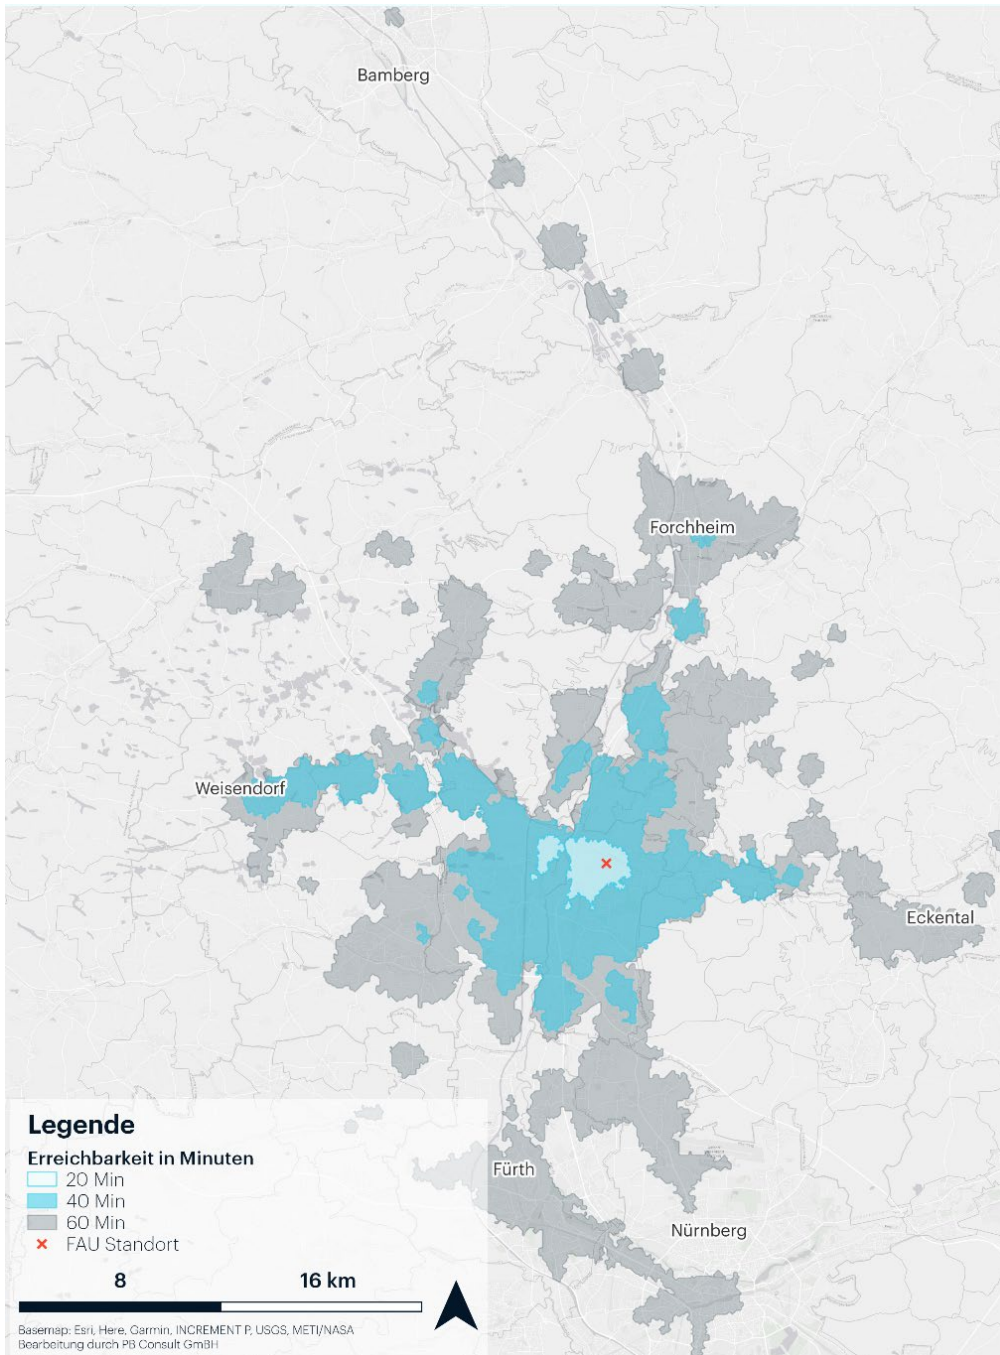 Bamberg
Forchheim
Weisendorf
Eckental
Fürth
Nürnberg
Legende
Erreichbarkeit in Minuten
20 Min
40 Min
60 Min
FAU Standort
8 16 km
Basemap: Esri, Here, Garmin, INCREMENT P, USGS, METI/NASA
Bearbeitung durch PB Consult GmBH